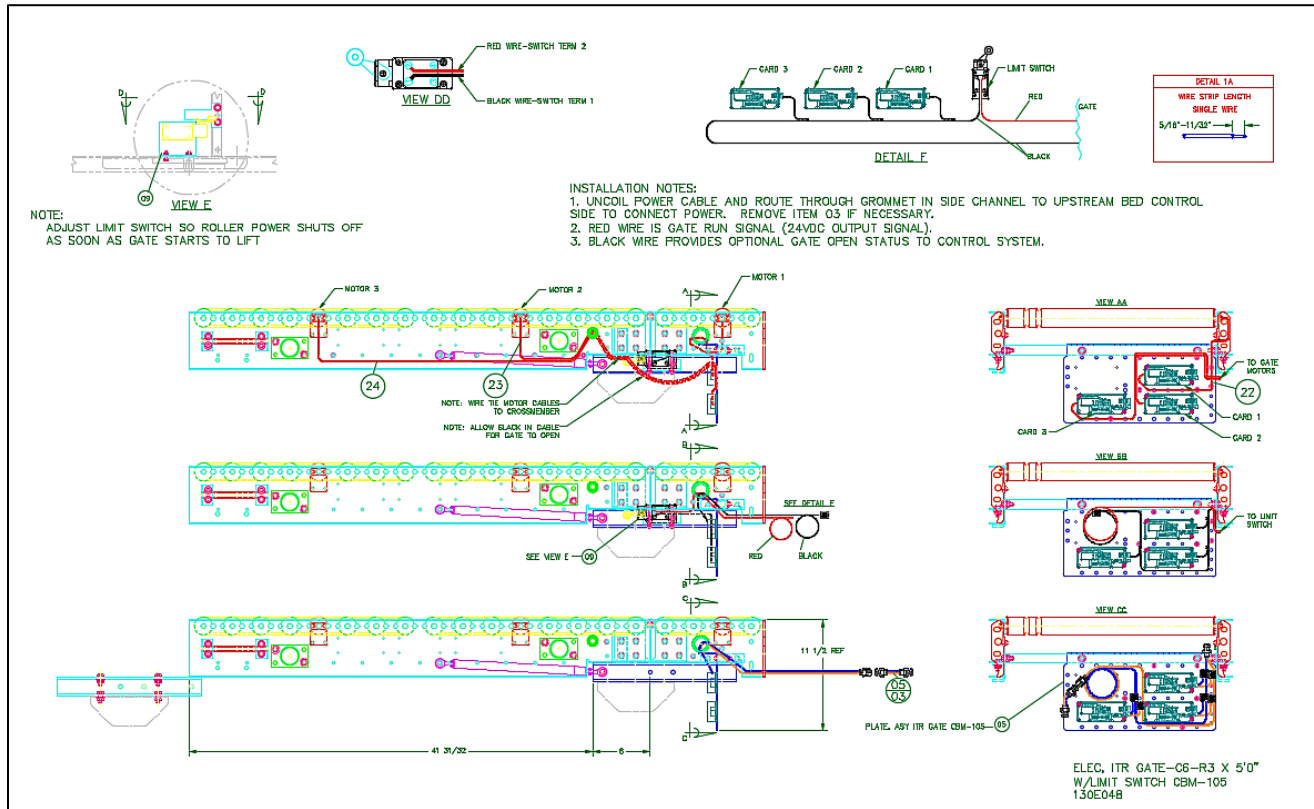 RED WIRE-SWITCH TERM 2
BLACK WIRE-SWITCH TERM 1
VIEW DD
D
D
09
VIEW E
NOTE:
ADJUST LIMIT SWITCH SO ROLLER POWER SHUTS OFF
AS SOON AS GATE STARTS TO LIFT
CARD 3
CARD 2
CARD 1
LIMIT SWITCH
RED
GATE
BLACK
DETAIL F
DETAIL 1A
WIRE STRIP LENGTH
SINGLE WIRE
5/16"-11/32"
INSTALLATION NOTES:
1. UNCOIL POWER CABLE AND ROUTE THROUGH GROMMET IN SIDE CHANNEL TO UPSTREAM BED CONTROL
SIDE TO CONNECT POWER. REMOVE ITEM 03 IF NECESSARY.
2. RED WIRE IS GATE RUN SIGNAL (24VDC OUTPUT SIGNAL).
3. BLACK WIRE PROVIDES OPTIONAL GATE OPEN STATUS TO CONTROL SYSTEM.
MOTOR 3
MOTOR 2
MOTOR 1
A
24
23
NOTE: WIRE TIE MOTOR CABLES
TO CROSSMEMBER
NOTE: ALLOW SLACK IN CABLE
FOR GATE TO OPEN
A
VIEW AA
TO GATE
MOTORS
22
CARD 1
CARD 2
CARD 3
B
SEE VIEW E
09
SEE DETAIL F
RED
BLACK
B
VIEW BB
TO LIMIT
SWITCH
C
11 1/2 REF
05
03
C
41 31/32
6
VIEW CC
PLATE, ASY ITR GATE CBM-105
05
ELEC, ITR GATE-C6-R3 X 5'0"
W/LIMIT SWITCH CBM-105
130E048